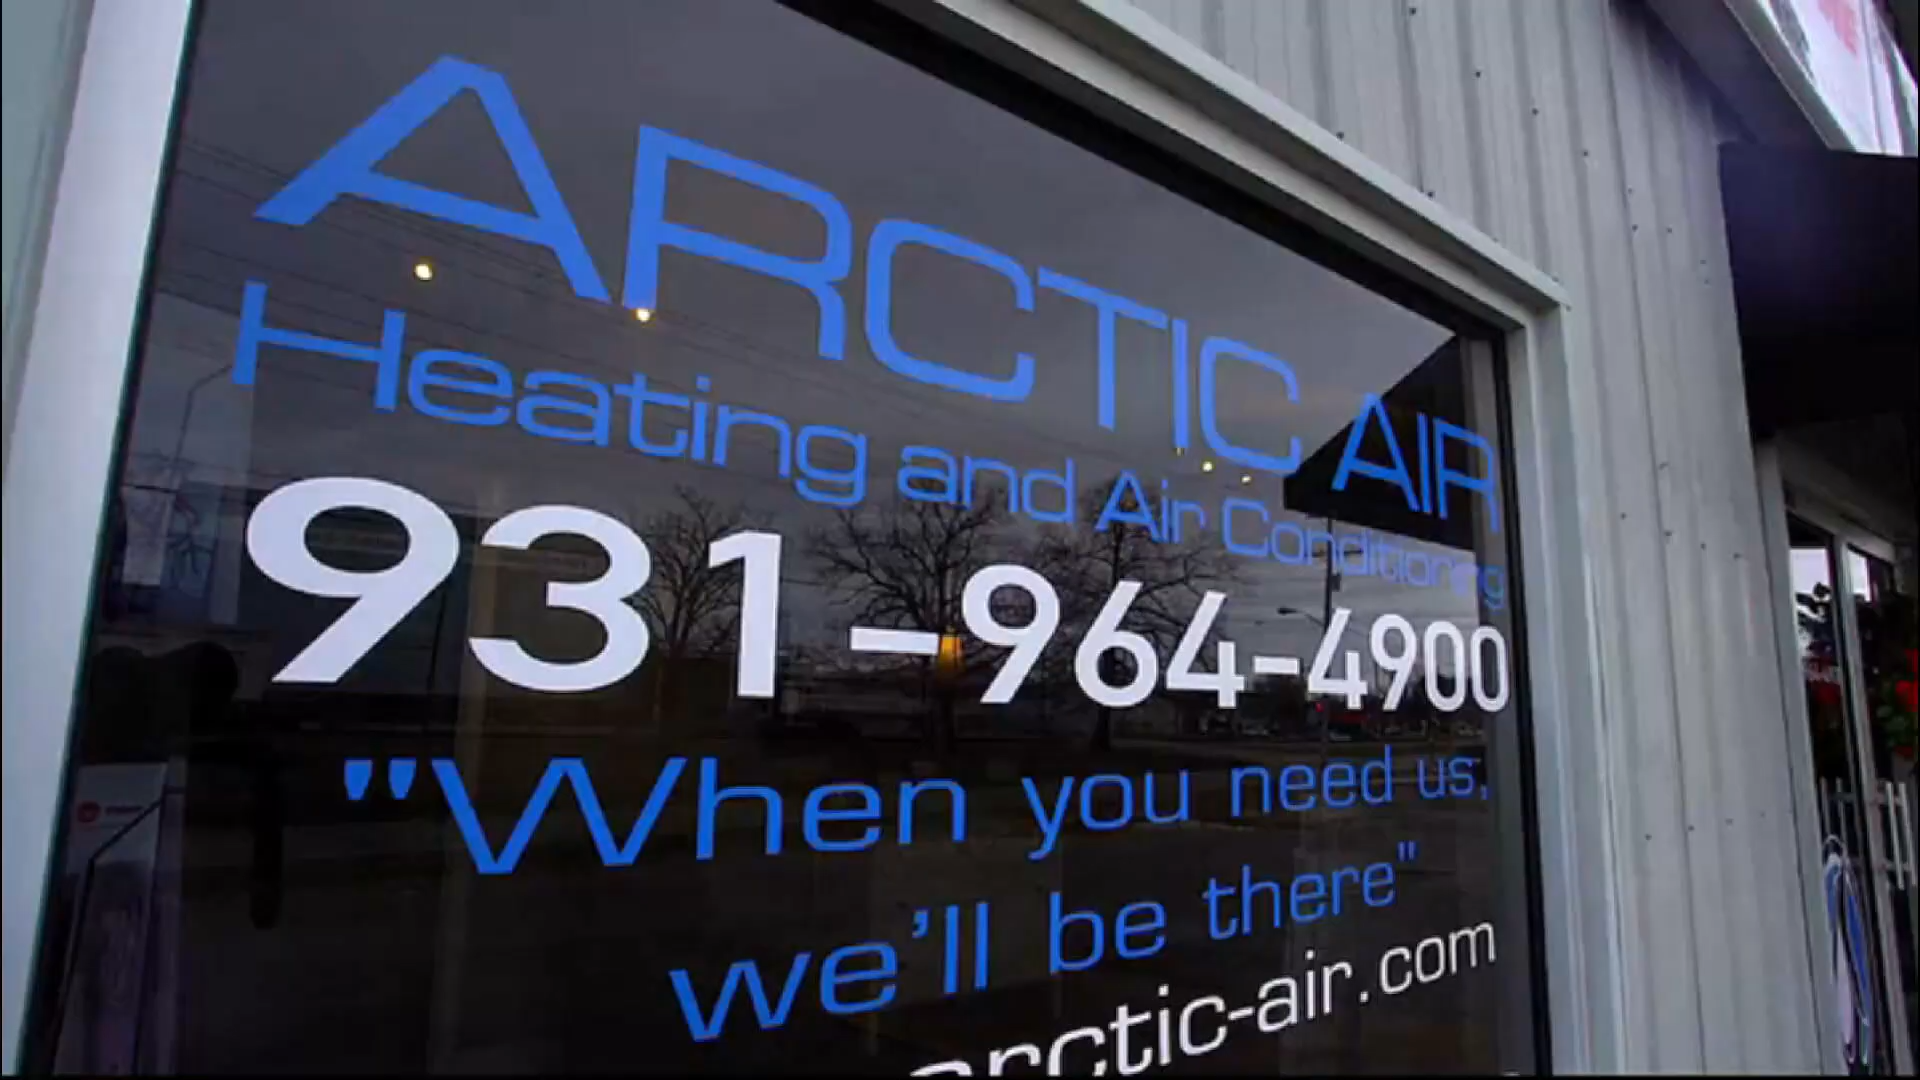 ARCTIC AIR
Heating and Air Conditioning
931-964-4900
"When you need us,
we'll be there"
arctic-air.com